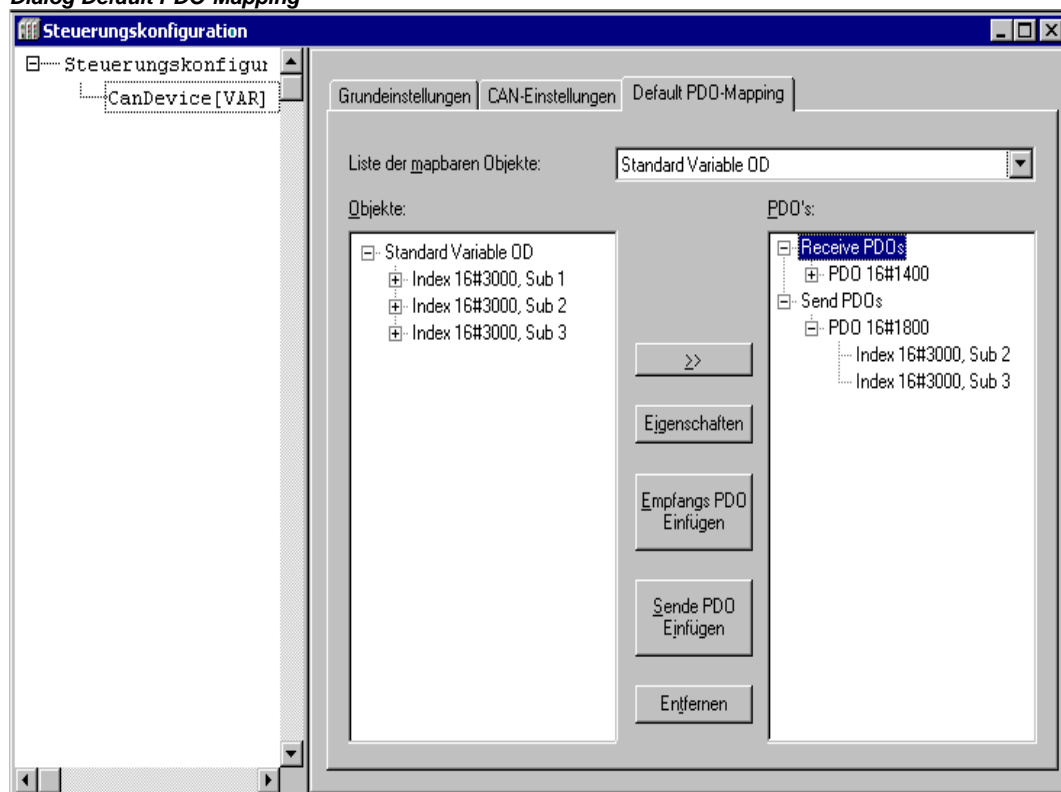 Dialog Default PDO-Mapping
Steuerungskonfiguration
Steuerungskonfigur
CanDevice[VAR]
Grundeinstellungen
CAN-Einstellungen
Default PDO-Mapping
Liste der mapbaren Objekte:
Standard Variable OD
Objekte:
PDO's:
Standard Variable OD
Index 16#3000, Sub 1
Index 16#3000, Sub 2
Index 16#3000, Sub 3
>>
Eigenschaften
Empfangs PDO
Einfügen
Sende PDO
Einfügen
Entfernen
Receive PDOs
PDO 16#1400
Send PDOs
PDO 16#1800
Index 16#3000, Sub 2
Index 16#3000, Sub 3